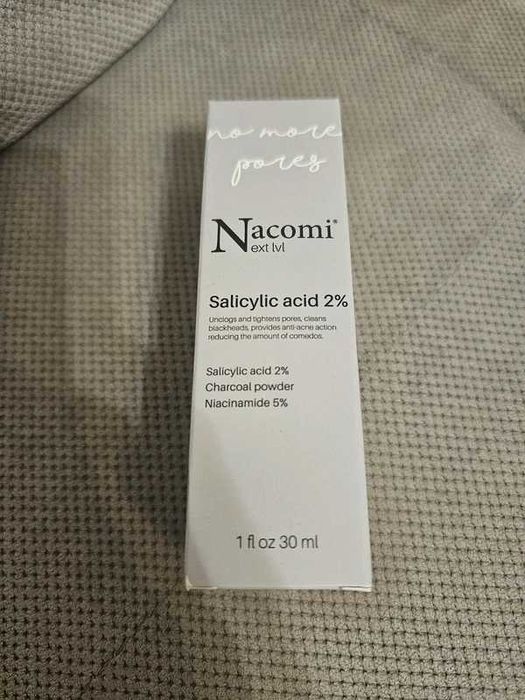 no more
pores
Nacomi®
ext lvl
Salicylic acid 2%
Unclogs and tightens pores, cleans
blackheads, provides anti-acne action
reducing the amount of comedos.
Salicylic acid 2%
Charcoal powder
Niacinamide 5%
1 fl oz 30 ml